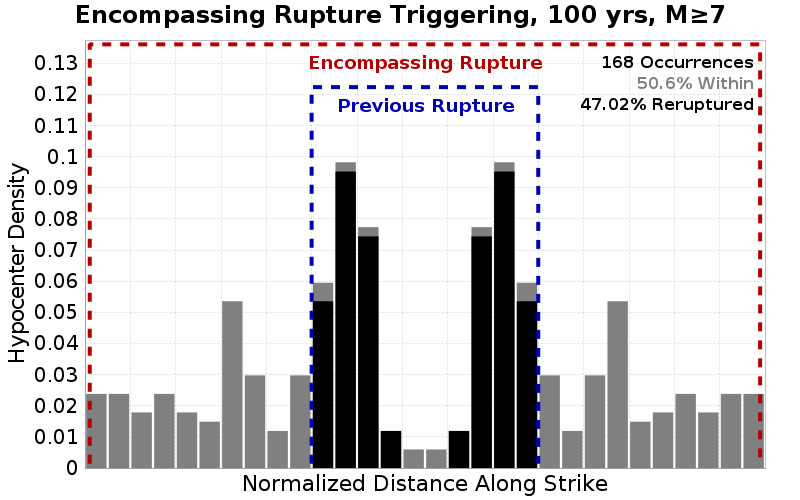 Encompassing Rupture Triggering, 100 yrs, M≥7
Encompassing Rupture
168 Occurrences
50.6% Within
47.02% Reruptured
Previous Rupture
Hypocenter Density
0.13
0.12
0.11
0.1
0.09
0.08
0.07
0.06
0.05
0.04
0.03
0.02
0.01
0
Normalized Distance Along Strike